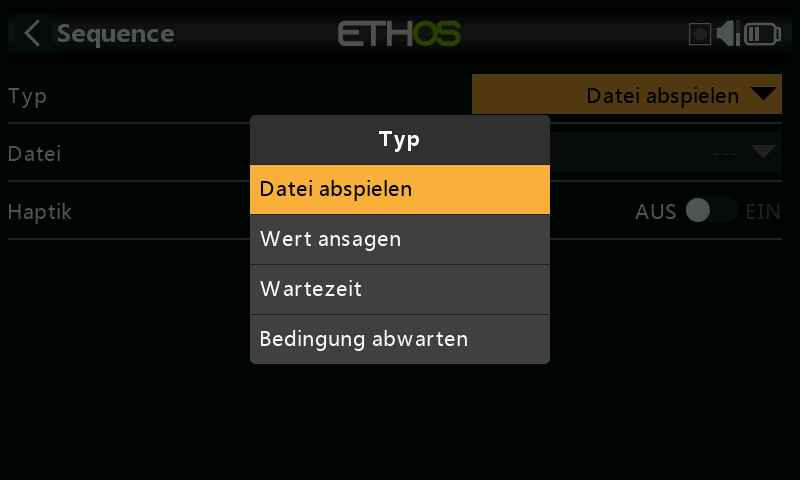 Sequence
ETHOS
Typ
Datei abspielen
Datei
---
Haptik
AUS
EIN
Typ
Datei abspielen
Wert ansagen
Wartezeit
Bedingung abwarten